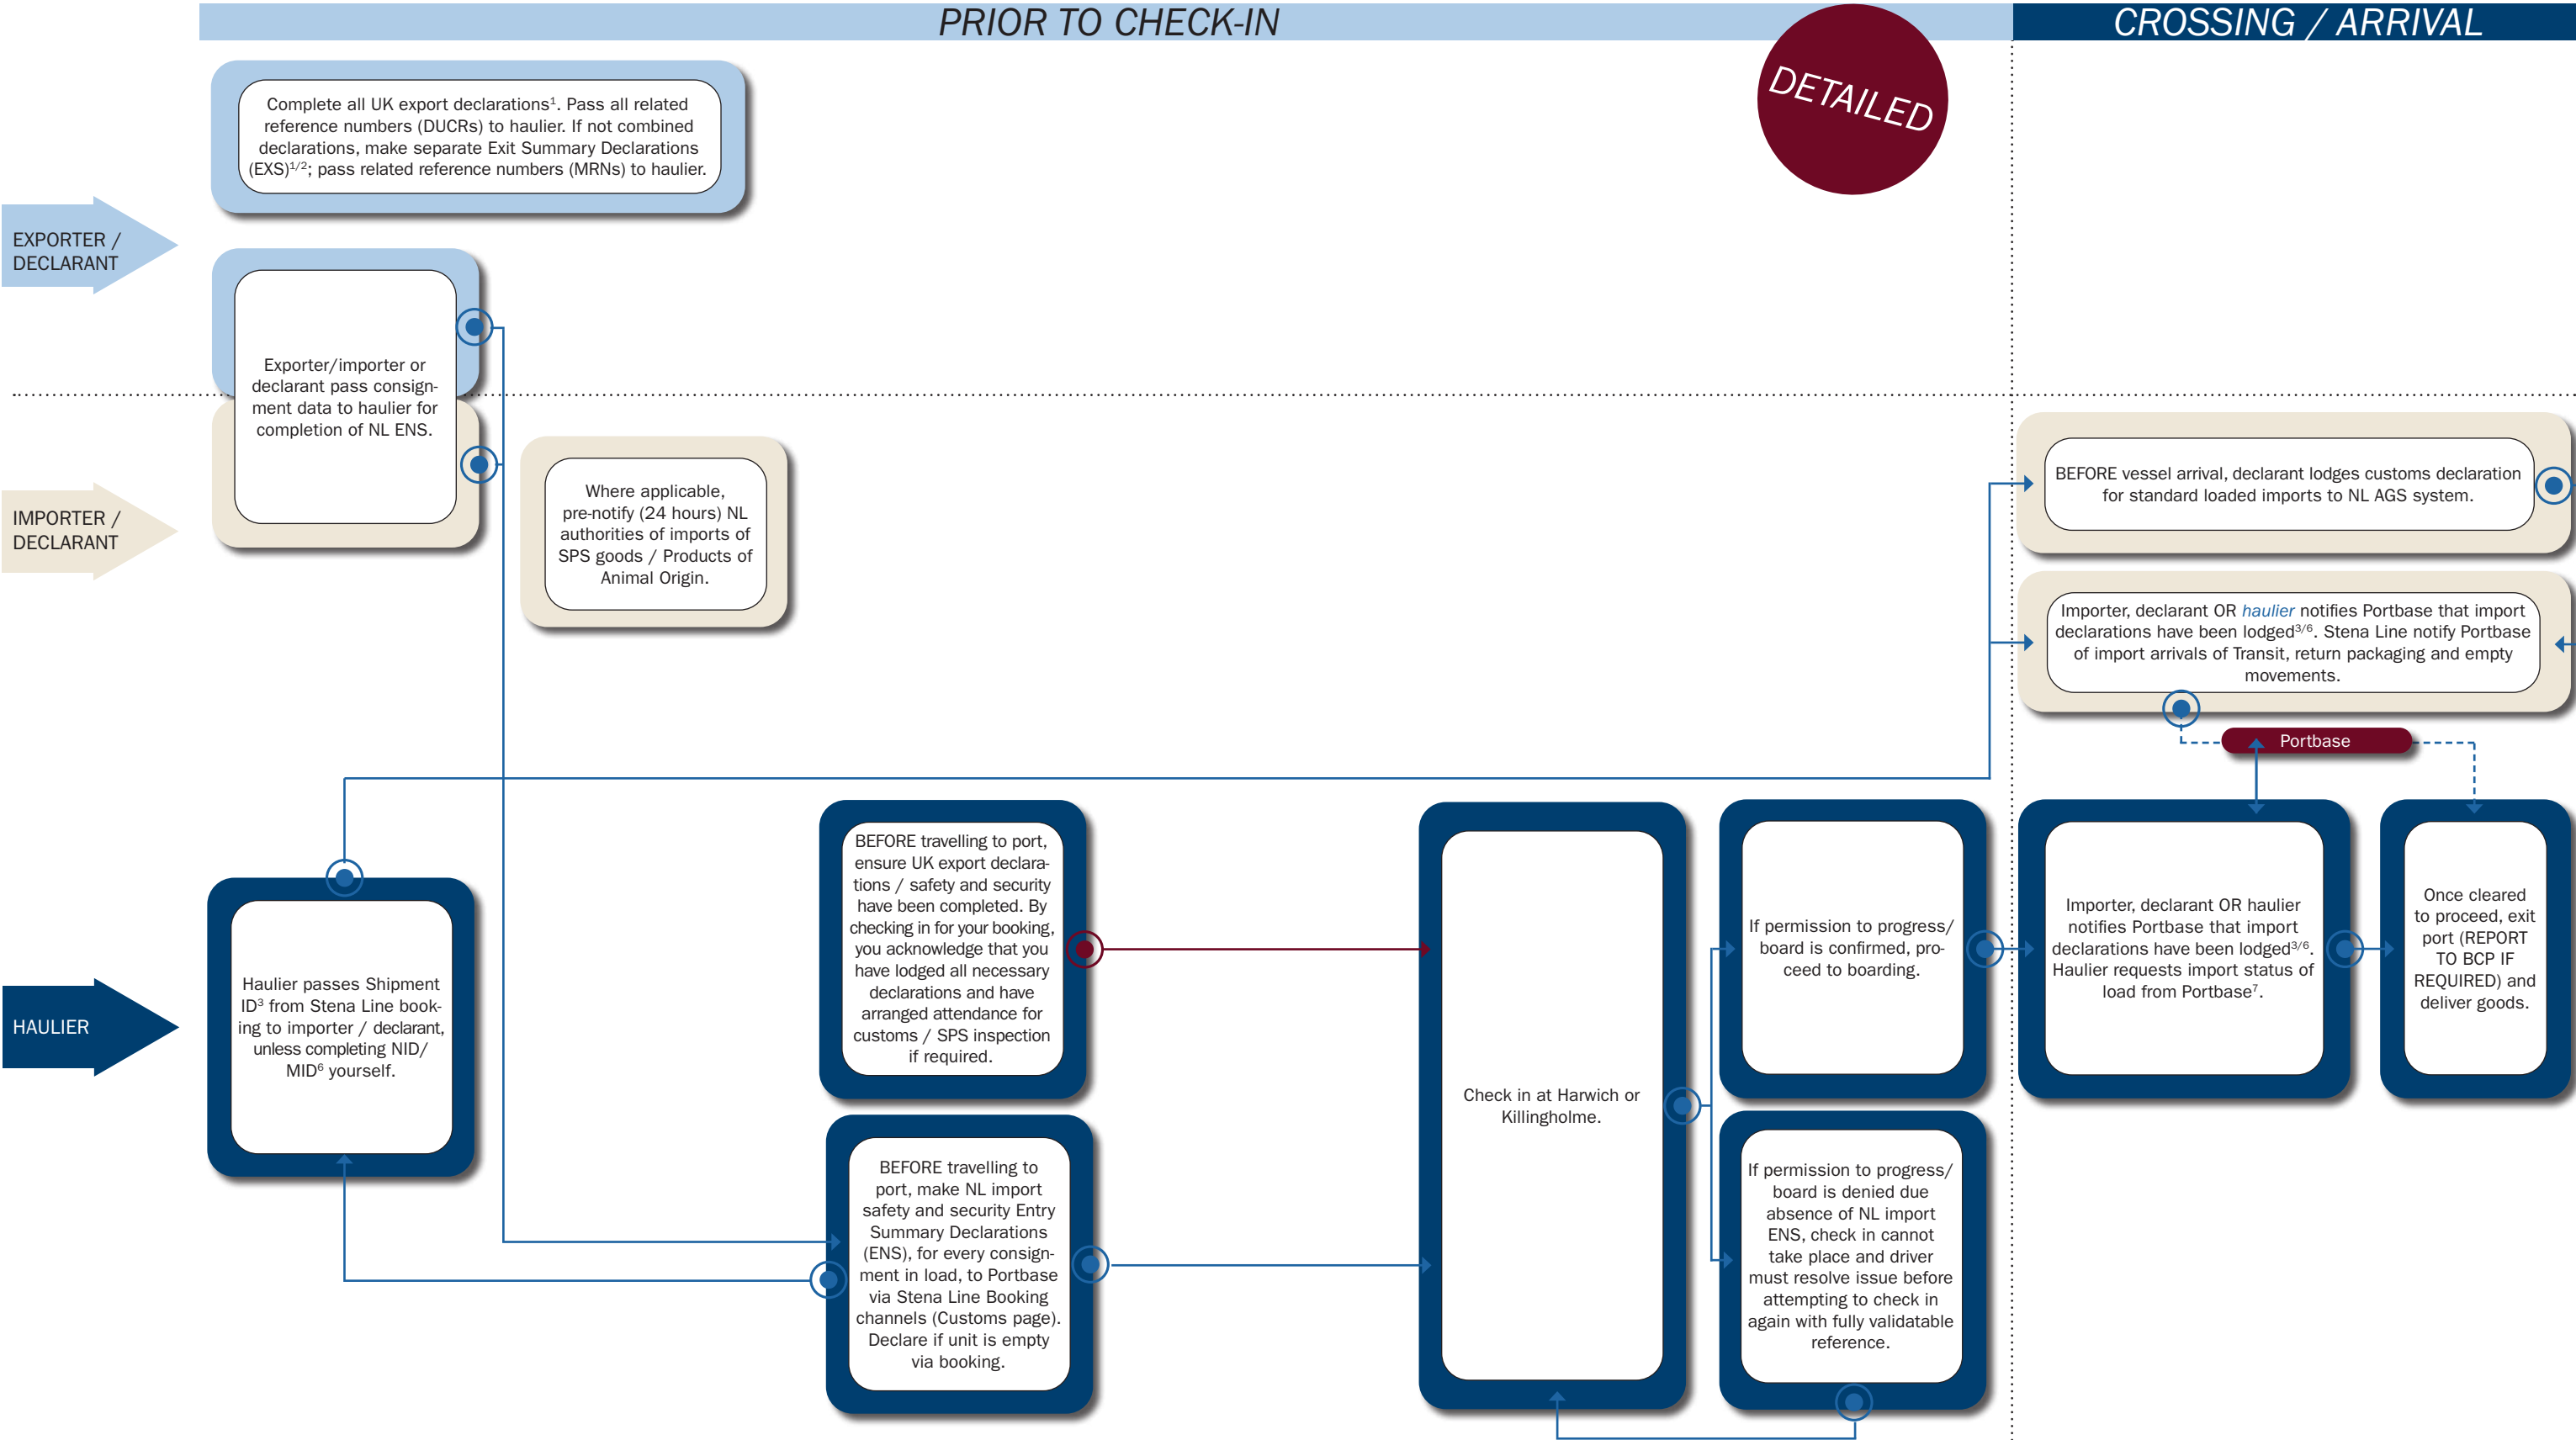 PRIOR TO CHECK-IN
CROSSING / ARRIVAL
DETAILED
Complete all UK export declarations¹. Pass all related
reference numbers (DUCRs) to haulier. If not combined
declarations, make separate Exit Summary Declarations
(EXS)¹/²; pass related reference numbers (MRNs) to haulier.
EXPORTER /
DECLARANT
Exporter/importer or
declarant pass consign-
ment data to haulier for
completion of NL ENS.
IMPORTER /
DECLARANT
Where applicable,
pre-notify (24 hours) NL
authorities of imports of
SPS goods / Products of
Animal Origin.
BEFORE vessel arrival, declarant lodges customs declaration
for standard loaded imports to NL AGS system.
Importer, declarant OR haulier notifies Portbase that import
declarations have been lodged³/⁶. Stena Line notify Portbase
of import arrivals of Transit, return packaging and empty
movements.
Portbase
HAULIER
Haulier passes Shipment
ID³ from Stena Line book-
ing to importer / declarant,
unless completing NID/
MID⁶ yourself.
BEFORE travelling to port,
ensure UK export declara-
tions / safety and security
have been completed. By
checking in for your booking,
you acknowledge that you
have lodged all necessary
declarations and have
arranged attendance for
customs / SPS inspection
if required.
BEFORE travelling to
port, make NL import
safety and security Entry
Summary Declarations
(ENS), for every consign-
ment in load, to Portbase
via Stena Line Booking
channels (Customs page).
Declare if unit is empty
via booking.
Check in at Harwich or
Killingholme.
If permission to progress/
board is confirmed, pro-
ceed to boarding.
If permission to progress/
board is denied due
absence of NL import
ENS, check in cannot
take place and driver
must resolve issue before
attempting to check in
again with fully validatable
reference.
Importer, declarant OR haulier
notifies Portbase that import
declarations have been lodged³/⁶.
Haulier requests import status of
load from Portbase⁷.
Once cleared
to proceed, exit
port (REPORT
TO BCP IF
REQUIRED) and
deliver goods.